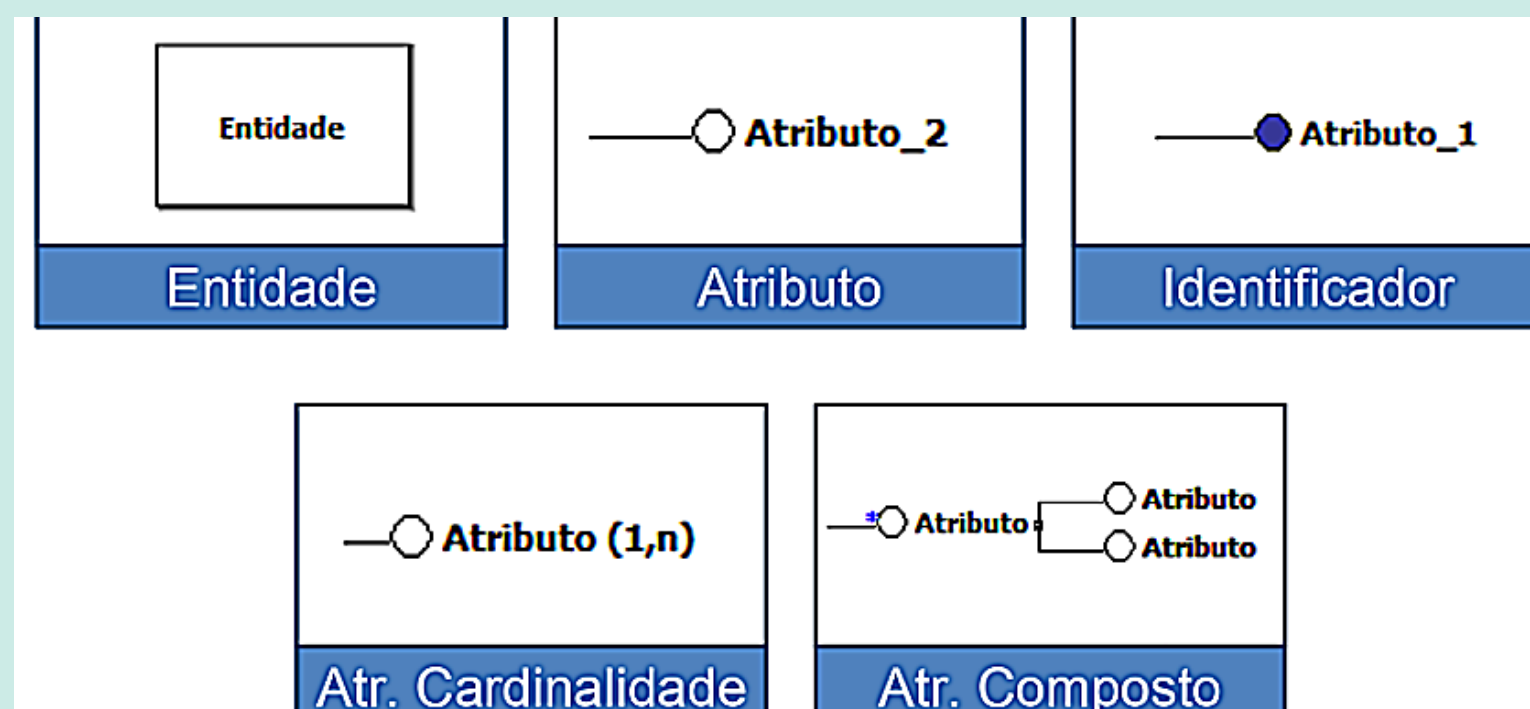 Entidade
Atributo_2
Atributo_1
Entidade
Atributo
Identificador
Atributo (1,n)
Atributo
Atributo
Atributo
Atr. Cardinalidade
Atr. Composto